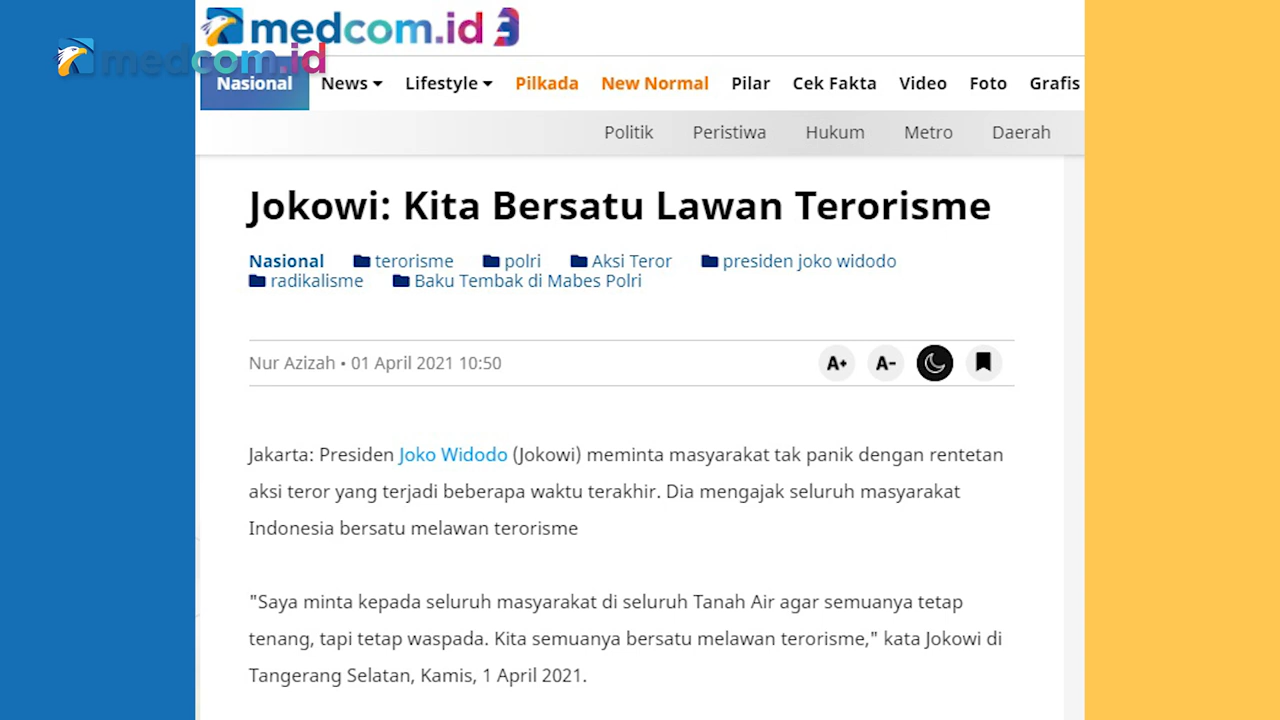 medcom.id
medcom.id
Nasional News Lifestyle Pilkada New Normal Pilar Cek Fakta Video Foto Grafis
Politik Peristiwa Hukum Metro Daerah
Jokowi: Kita Bersatu Lawan Terorisme
Nasional terorisme polri Aksi Teror presiden joko widodo
radikalisme Baku Tembak di Mabes Polri
Nur Azizah • 01 April 2021 10:50 A+ A-
Jakarta: Presiden Joko Widodo (Jokowi) meminta masyarakat tak panik dengan rentetan
aksi teror yang terjadi beberapa waktu terakhir. Dia mengajak seluruh masyarakat
Indonesia bersatu melawan terorisme
"Saya minta kepada seluruh masyarakat di seluruh Tanah Air agar semuanya tetap
tenang, tapi tetap waspada. Kita semuanya bersatu melawan terorisme," kata Jokowi di
Tangerang Selatan, Kamis, 1 April 2021.